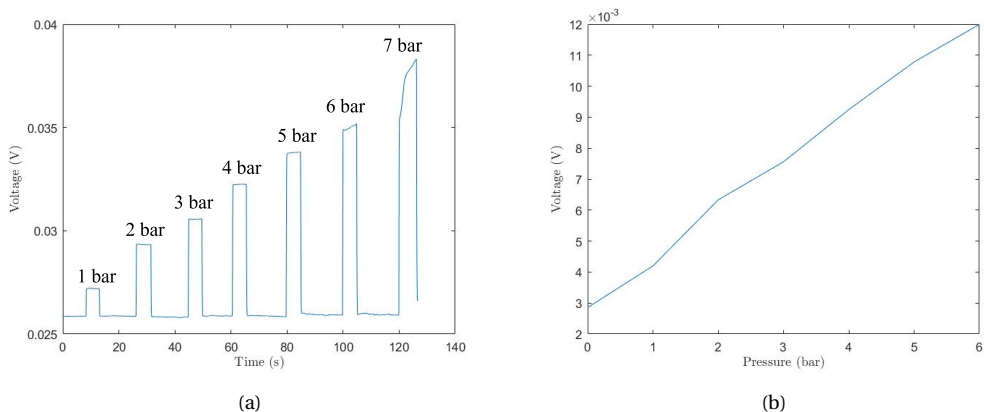 0.04
0.035
0.03
0.025
Voltage (V)
1 bar
2 bar
3 bar
4 bar
5 bar
6 bar
7 bar
0 20 40 60 80 100 120 140
Time (s)
(a)
×10⁻³
12
11
10
9
8
7
6
5
4
3
2
Voltage (V)
0 1 2 3 4 5 6
Pressure (bar)
(b)